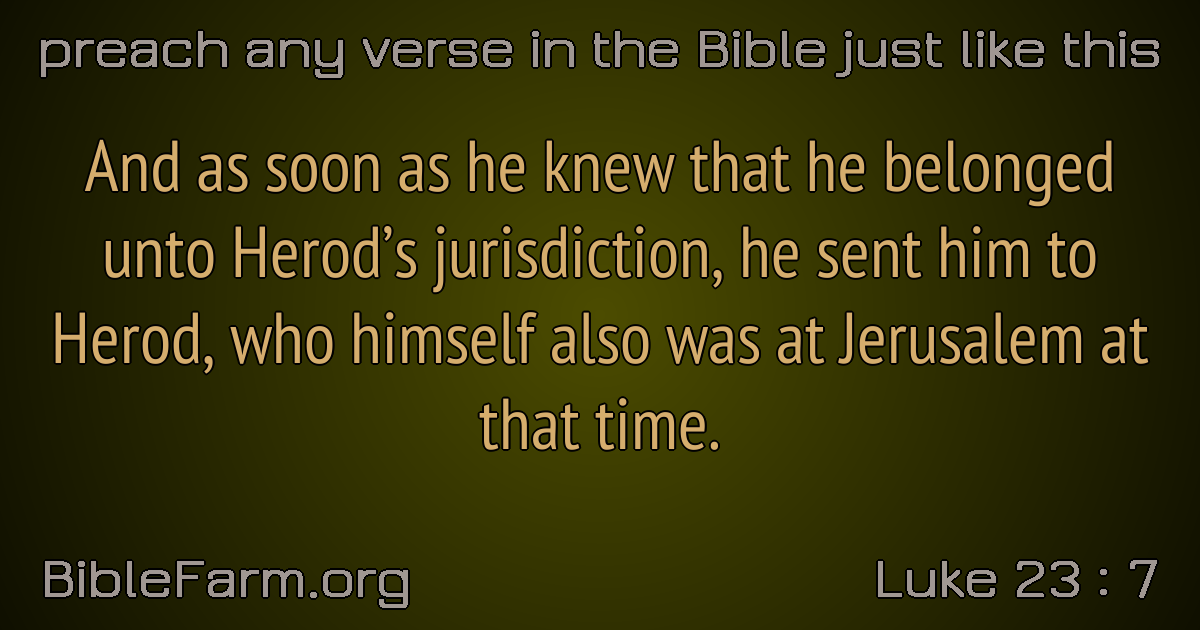 preach any verse in the Bible just like this
And as soon as he knew that he belonged
unto Herod’s jurisdiction, he sent him to
Herod, who himself also was at Jerusalem at
that time.
BibleFarm.org
Luke 23 : 7